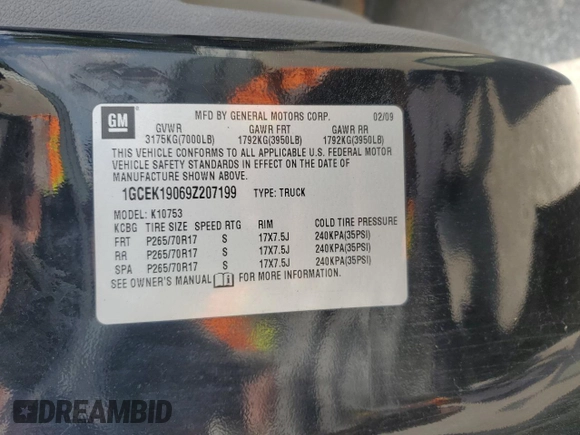 GM
MFD BY GENERAL MOTORS CORP. 02/09
GVWR GAWR FRT GAWR RR
3175KG(7000LB) 1792KG(3950LB) 1792KG(3950LB)
THIS VEHICLE CONFORMS TO ALL APPLICABLE U.S. FEDERAL MOTOR
VEHICLE SAFETY STANDARDS IN EFFECT ON THE DATE OF
MANUFACTURE SHOWN ABOVE.
1GCEK19069Z207199 TYPE: TRUCK
MODEL: K10753
KCBG TIRE SIZE SPEED RTG RIM COLD TIRE PRESSURE
FRT P265/70R17 S 17X7.5J 240KPA(35PSI)
RR P265/70R17 S 17X7.5J 240KPA(35PSI)
SPA P265/70R17 S 17X7.5J 240KPA(35PSI)
SEE OWNER'S MANUAL FOR MORE INFORMATION.
DREAMBID